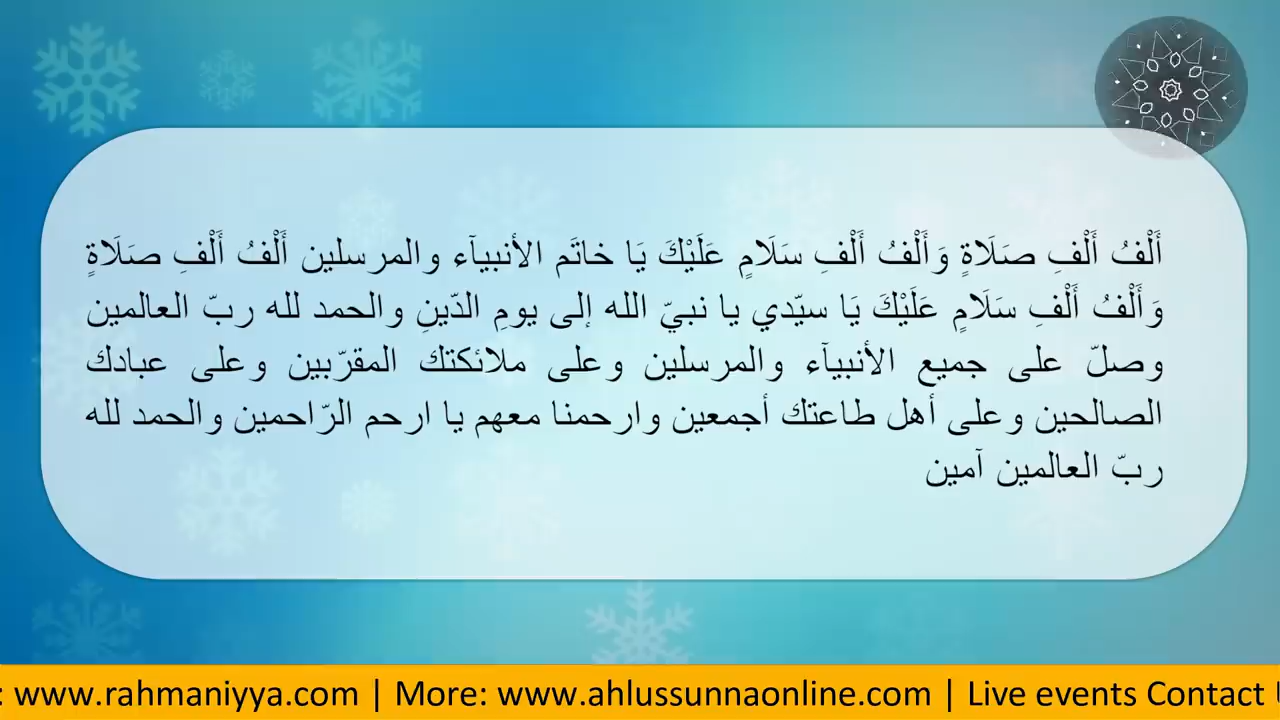 أَلْفُ أَلْفِ صَلَاةٍ وَأَلْفُ أَلْفِ سَلَامٍ عَلَيْكَ يَا خاتَم الأنبيآء والمرسلين أَلْفُ أَلْفِ صَلَاةٍ
وَأَلْفُ أَلْفِ سَلَامٍ عَلَيْكَ يَا سيّدي يا نبيّ الله إلى يومِ الدّينِ والحمد لله ربّ العالمين
وصلّ على جميع الأنبيآء والمرسلين وعلى ملائكتك المقرّبين وعلى عبادك
الصالحين وعلى أهل طاعتك أجمعين وارحمنا معهم يا ارحم الرّاحمين والحمد لله
ربّ العالمين آمين
: www.rahmaniyya.com | More: www.ahlussunnaonline.com | Live events Contact